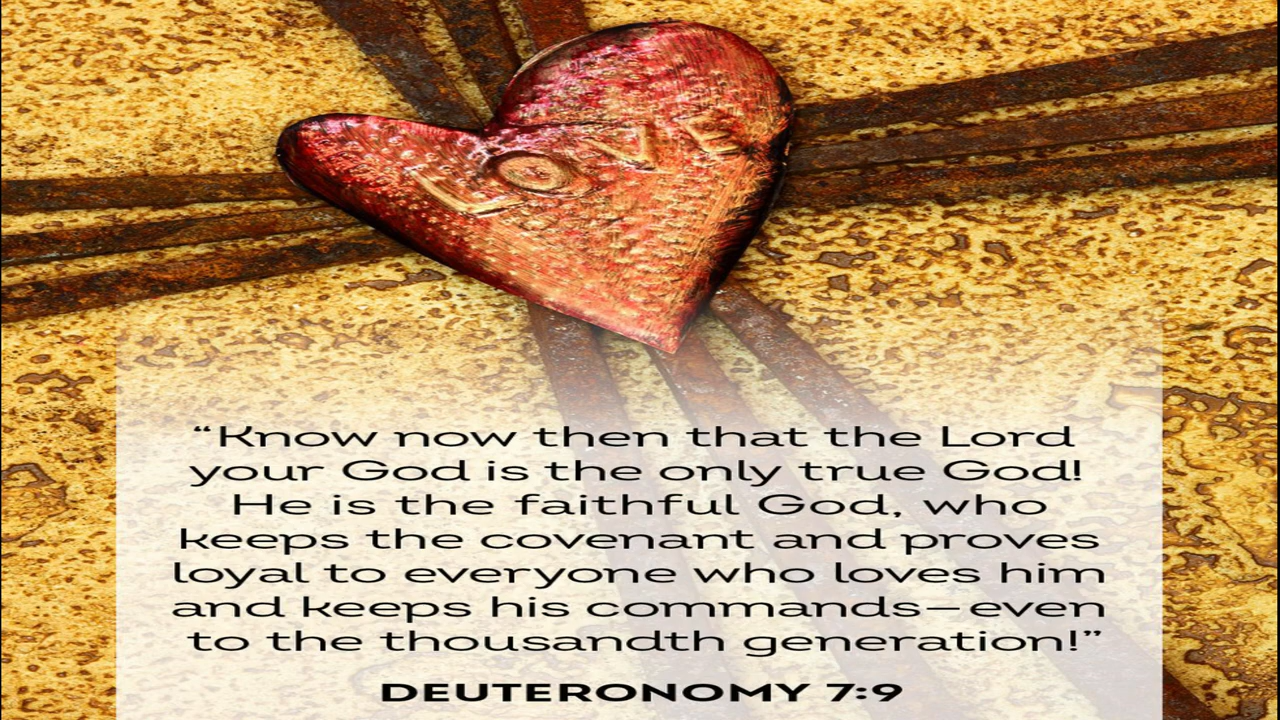 LOVE
“Know now then that the Lord
your God is the only true God!
He is the faithful God, who
keeps the covenant and proves
loyal to everyone who loves him
and keeps his commands—even
to the thousandth generation!”
DEUTERONOMY 7:9